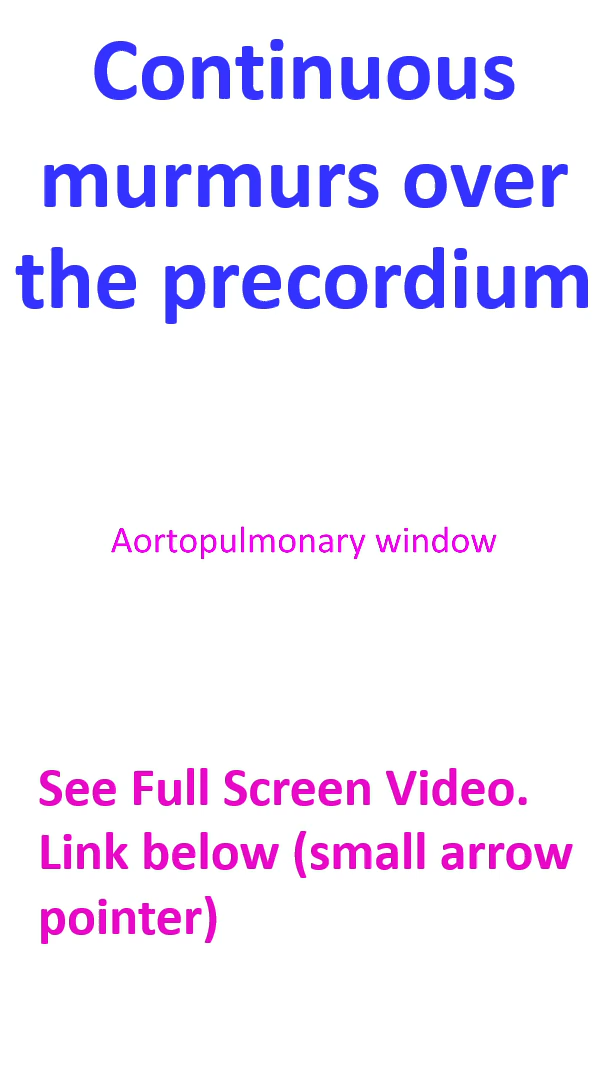 Continuous
murmurs over
the precordium
Aortopulmonary window
See Full Screen Video.
Link below (small arrow
pointer)